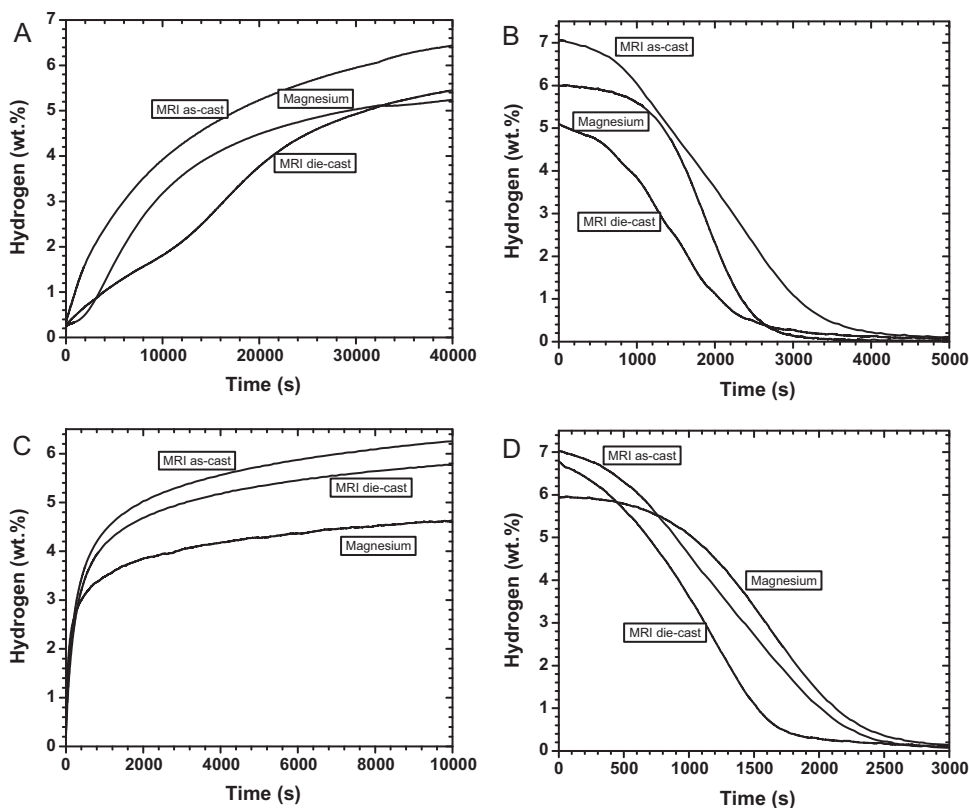 A
7
6
5
4
3
2
1
0
Hydrogen (wt.%)
MRI as-cast
Magnesium
MRI die-cast
0 10000 20000 30000 40000
Time (s)
B
8
7
6
5
4
3
2
1
0
Hydrogen (wt.%)
MRI as-cast
Magnesium
MRI die-cast
0 1000 2000 3000 4000 5000
Time (s)
C
6
5
4
3
2
1
0
Hydrogen (wt.%)
MRI as-cast
MRI die-cast
Magnesium
0 2000 4000 6000 8000 10000
Time (s)
D
7
6
5
4
3
2
1
0
Hydrogen (wt.%)
MRI as-cast
Magnesium
MRI die-cast
0 500 1000 1500 2000 2500 3000
Time (s)